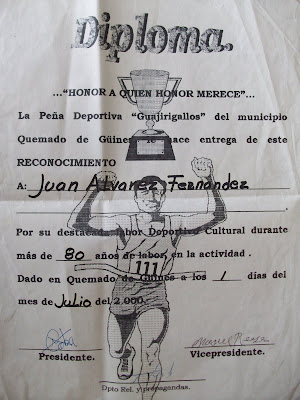 Diploma.
..."HONOR A QUIEN HONOR MERECE"...
La Peña Deportiva "Guajirigallos" del municipio
Quemado de Güines, le hace entrega de este
RECONOCIMIENTO
A: Juan Alvarez Fernández
Por su destacada labor Deportiva Cultural durante
más de 80 años de labor, en la actividad.
Dado en Quemado de Güines a los 1 días del
mes de Julio del 2.000.
111
Presidente. Vicepresidente.
Dpto Rel. y propagandas.